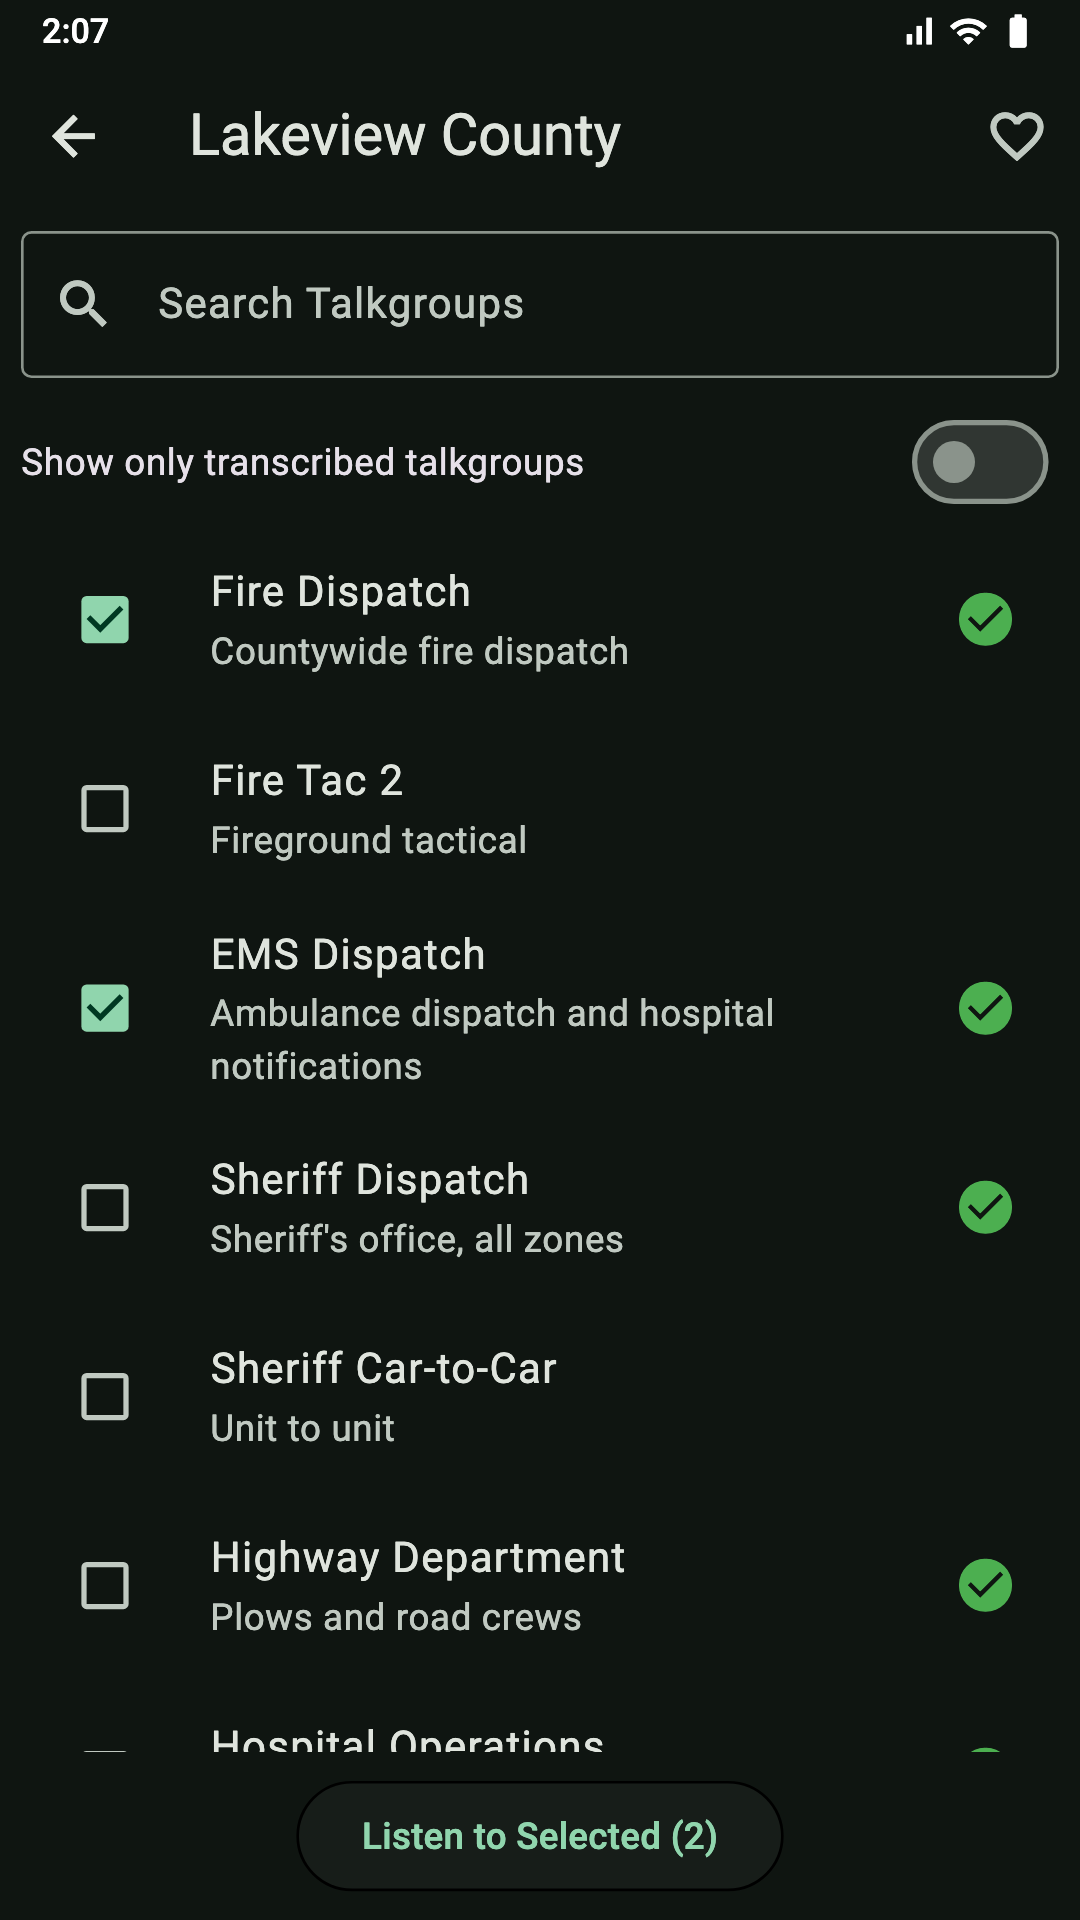 2:07
Lakeview County
Search Talkgroups
Show only transcribed talkgroups
Fire Dispatch
Countywide fire dispatch
Fire Tac 2
Fireground tactical
EMS Dispatch
Ambulance dispatch and hospital
notifications
Sheriff Dispatch
Sheriff's office, all zones
Sheriff Car-to-Car
Unit to unit
Highway Department
Plows and road crews
Hospital Operations
Listen to Selected (2)